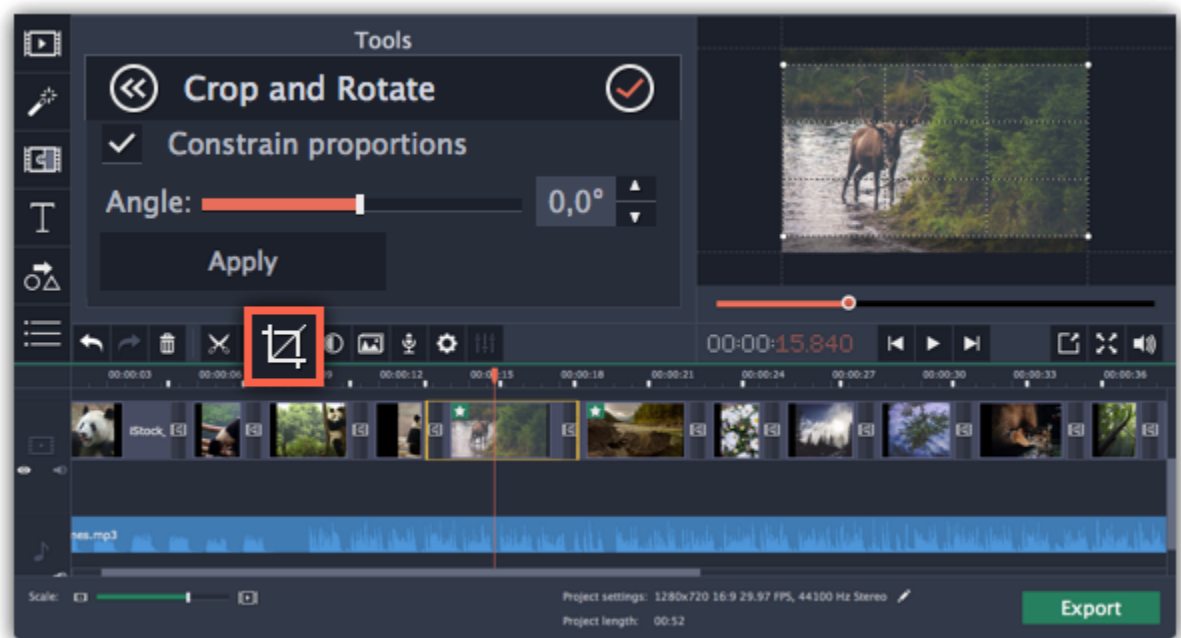 Tools
Crop and Rotate
Constrain proportions
Angle:
0,0°
Apply
00:00:15.840
00:00:03
00:00:06
09
00:00:12
00:00:15
00:00:18
00:00:21
00:00:24
00:00:27
00:00:30
00:00:33
00:00:36
iStock,
nes.mp3
Scale:
Project settings: 1280x720 16:9 29.97 FPS, 44100 Hz Stereo
Project length: 00:52
Export